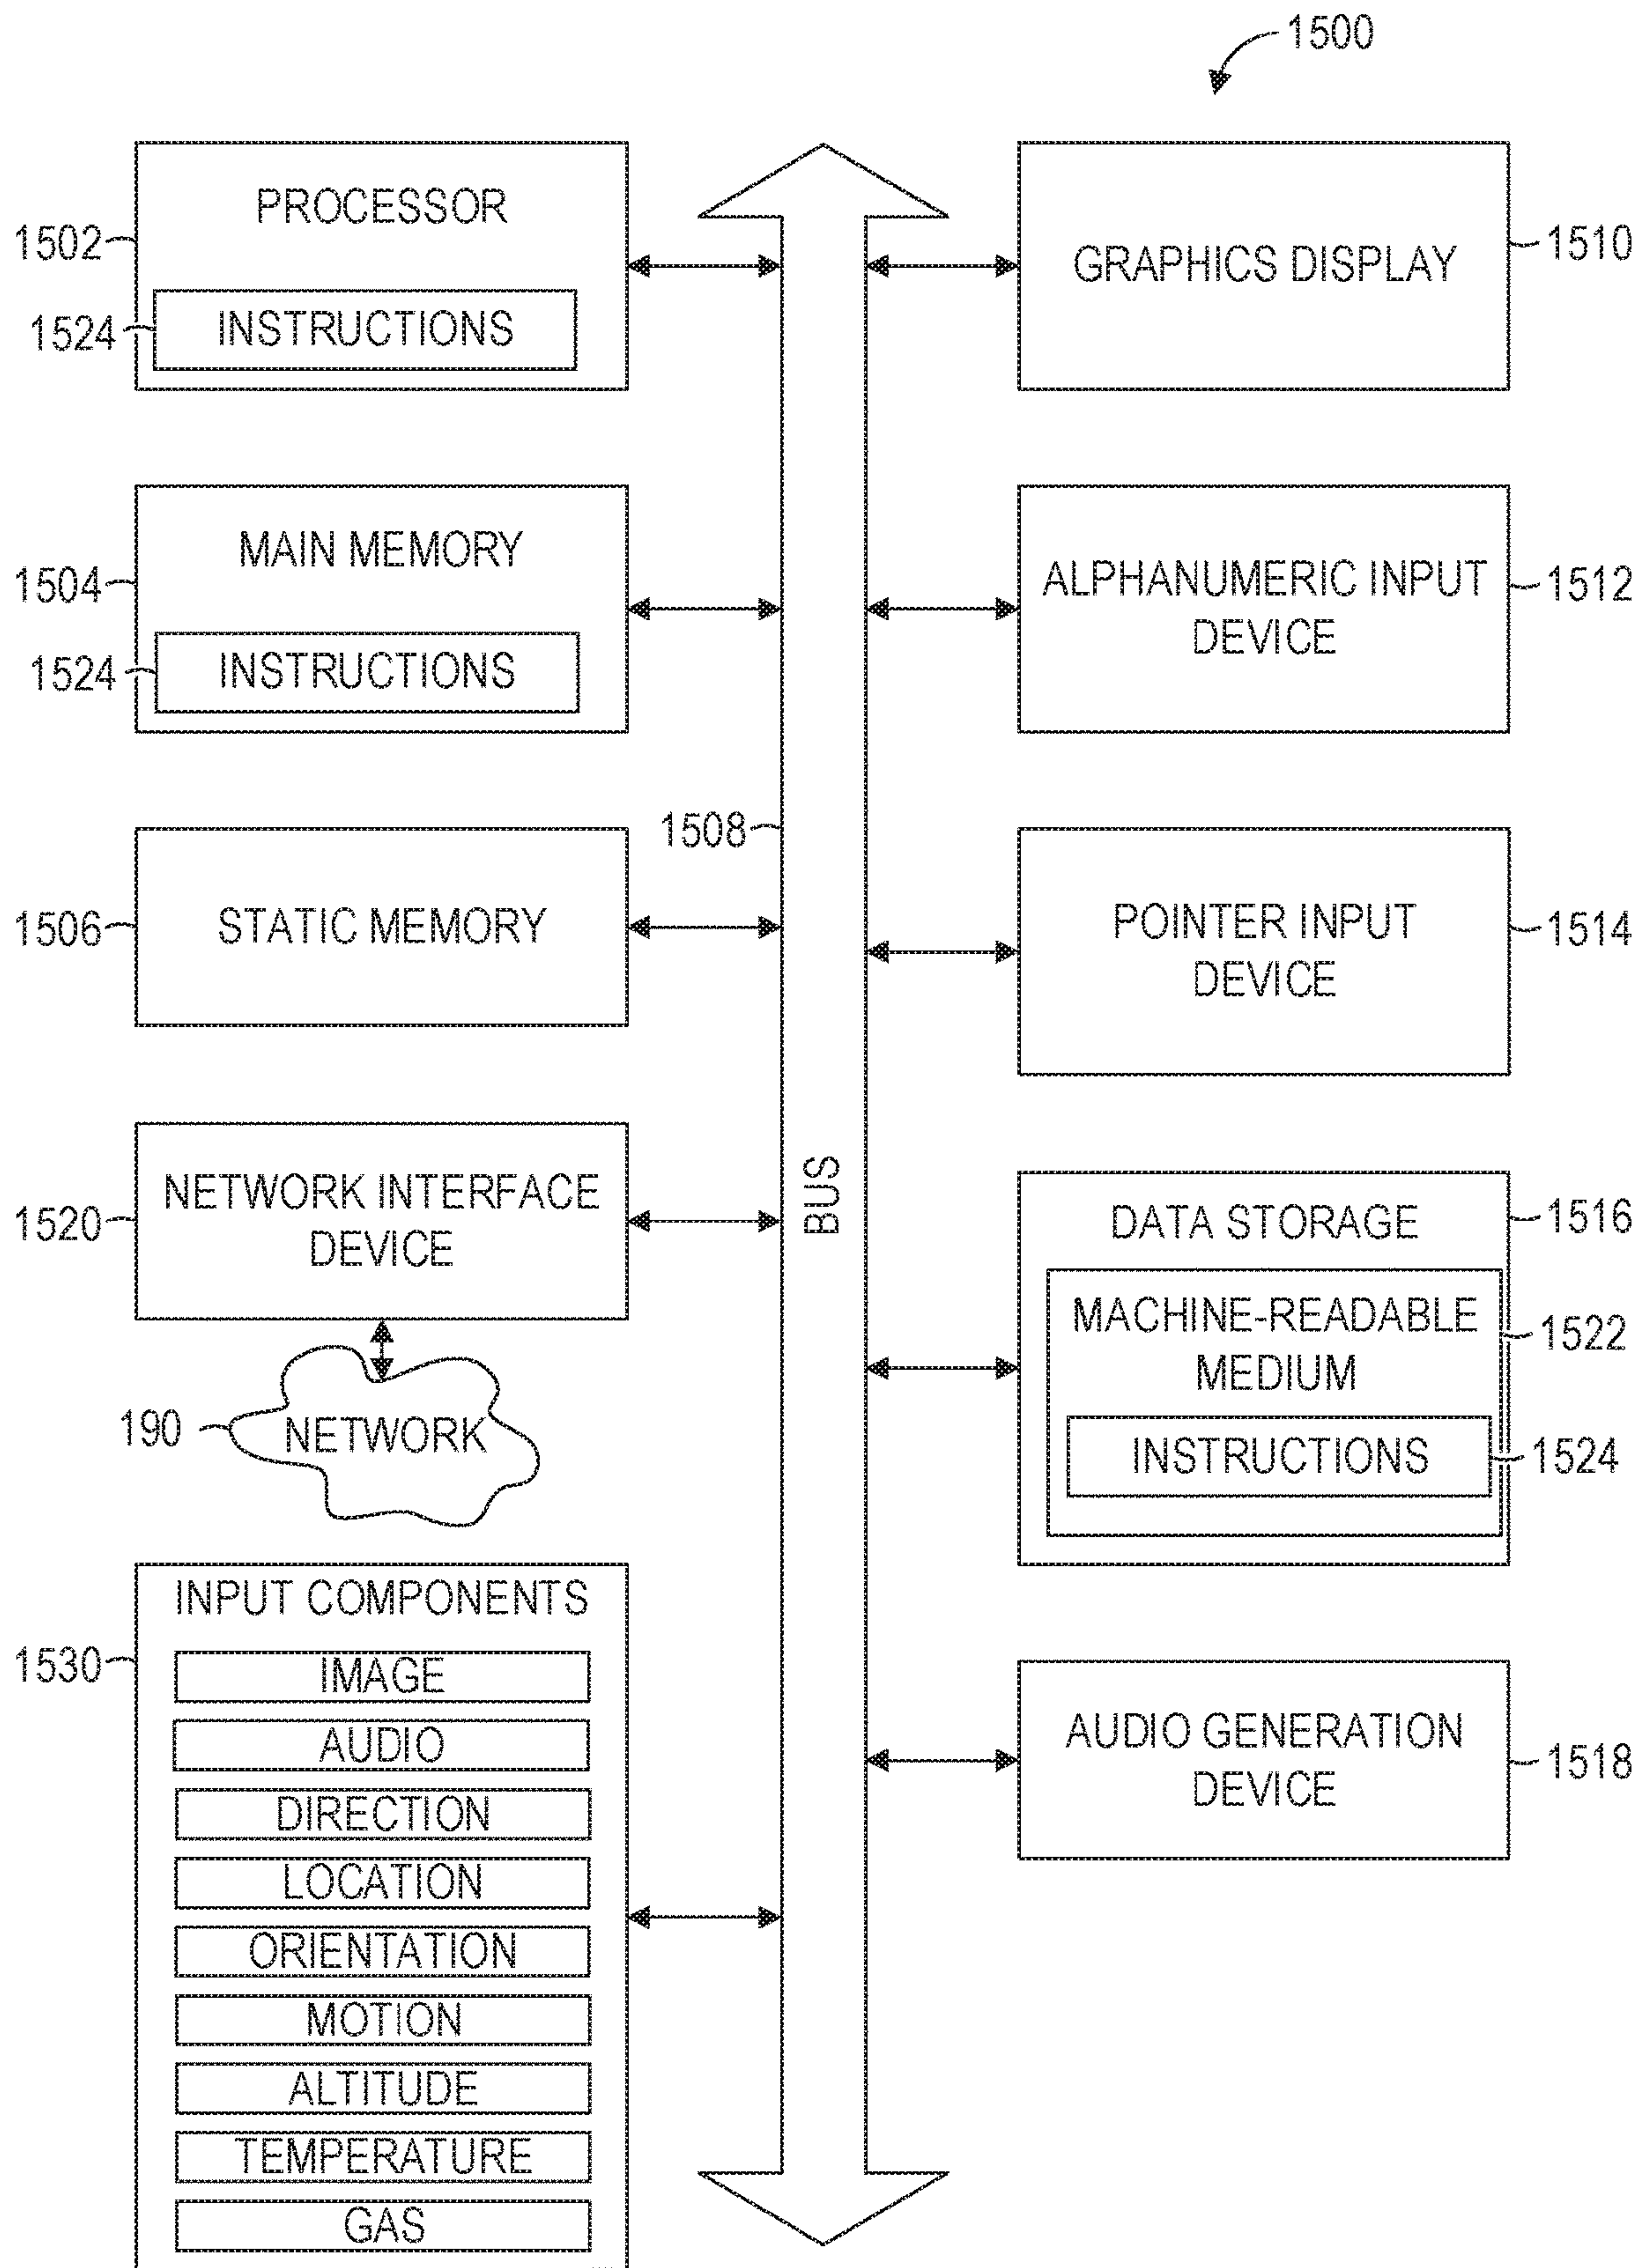 1500
PROCESSOR
1502
1524
INSTRUCTIONS
MAIN MEMORY
1504
1524
INSTRUCTIONS
1508
1506
STATIC MEMORY
1520
NETWORK INTERFACE
DEVICE
190
NETWORK
INPUT COMPONENTS
1530
IMAGE
AUDIO
DIRECTION
LOCATION
ORIENTATION
MOTION
ALTITUDE
TEMPERATURE
GAS
BUS
GRAPHICS DISPLAY
1510
ALPHANUMERIC INPUT
DEVICE
1512
POINTER INPUT
DEVICE
1514
DATA STORAGE
1516
MACHINE-READABLE
MEDIUM
1522
INSTRUCTIONS
1524
AUDIO GENERATION
DEVICE
1518